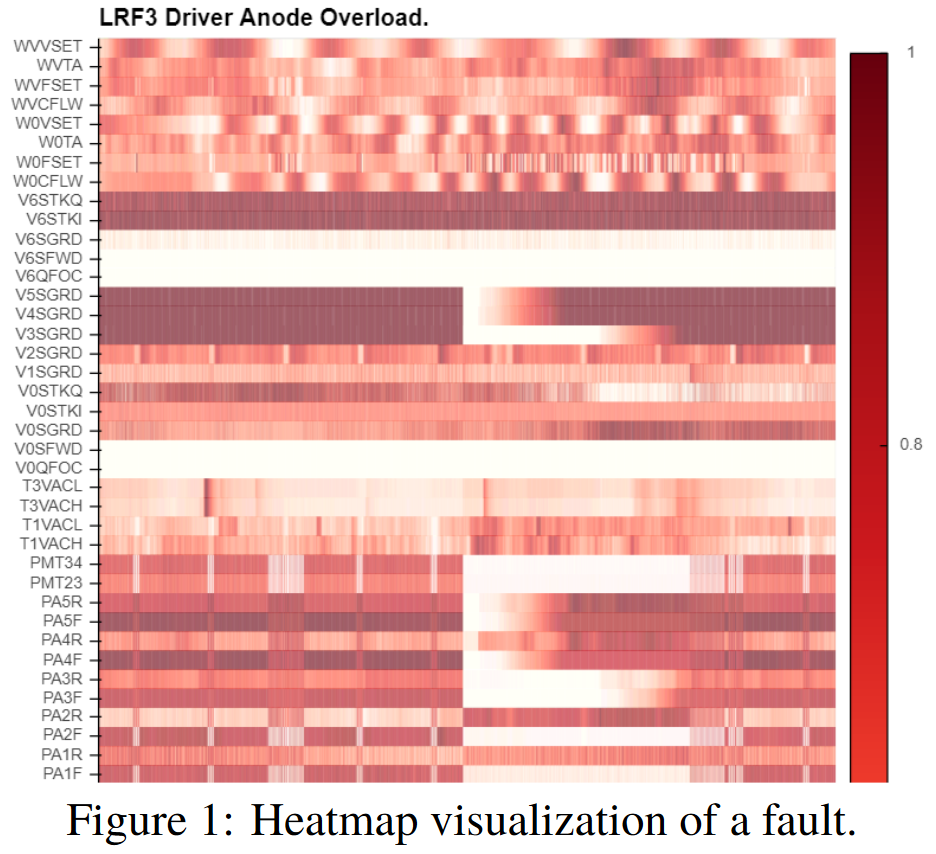 LRF3 Driver Anode Overload.
WVVSET
WVTA
WVFSET
WVCFLW
W0VSET
W0TA
W0FSET
W0CFLW
V6STKQ
V6STKI
V6SGRD
V6SFWD
V6QFOC
V5SGRD
V4SGRD
V3SGRD
V2SGRD
V1SGRD
V0STKQ
V0STKI
V0SGRD
V0SFWD
V0QFOC
T3VACL
T3VACH
T1VACL
T1VACH
PMT34
PMT23
PA5R
PA5F
PA4R
PA4F
PA3R
PA3F
PA2R
PA2F
PA1R
PA1F
1
0.8
Figure 1: Heatmap visualization of a fault.